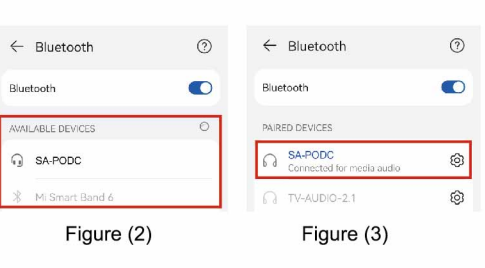 Bluetooth
Bluetooth
AVAILABLE DEVICES
SA-PODC
Mi Smart Band 6
Figure (2)
Bluetooth
Bluetooth
PAIRED DEVICES
SA-PODC
Connected for media audio
TV-AUDIO-2.1
Figure (3)